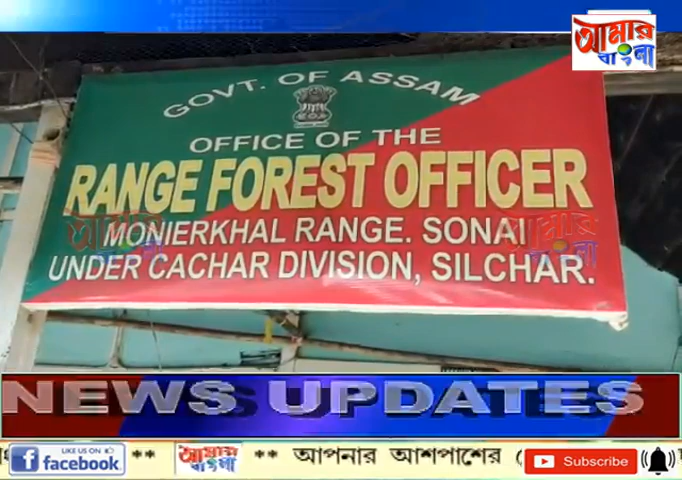 আমার
বাংলা
GOVT. OF ASSAM
OFFICE OF THE
RANGE FOREST OFFICER
MONIERKHAL RANGE. SONA
UNDER CACHAR DIVISION, SILCHAR.
NEWS UPDATES
LIKE US ON
facebook
** আমার বাংলা ** আপনার আশপাশের
Subscribe